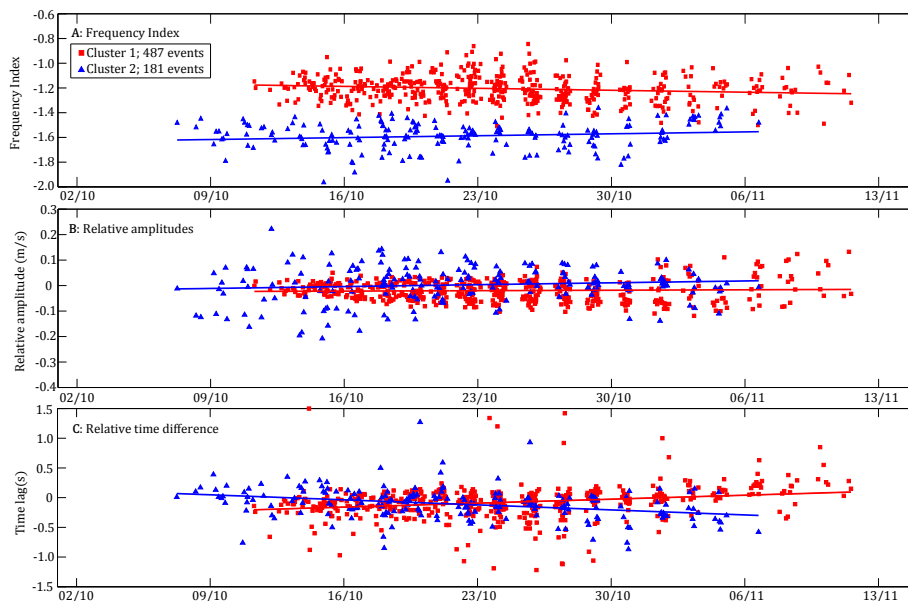 A: Frequency Index
Cluster 1; 487 events
Cluster 2; 181 events
Frequency Index
-0.6
-0.8
-1.0
-1.2
-1.4
-1.6
-1.8
-2.0
02/10 09/10 16/10 23/10 30/10 06/11 13/11
B: Relative amplitudes
Relative amplitude (m/s)
0.3
0.2
0.1
0
-0.1
-0.2
-0.3
-0.4
02/10 09/10 16/10 23/10 30/10 06/11 13/11
C: Relative time difference
Time lag(s)
1.5
1.0
0.5
0
-0.5
-1.0
-1.5
02/10 09/10 16/10 23/10 30/10 06/11 13/11